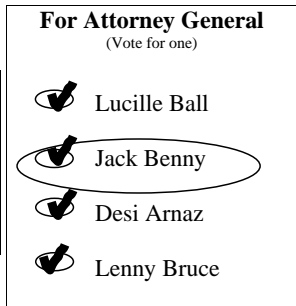 For Attorney General
(Vote for one)
Lucille Ball
Jack Benny
Desi Arnaz
Lenny Bruce